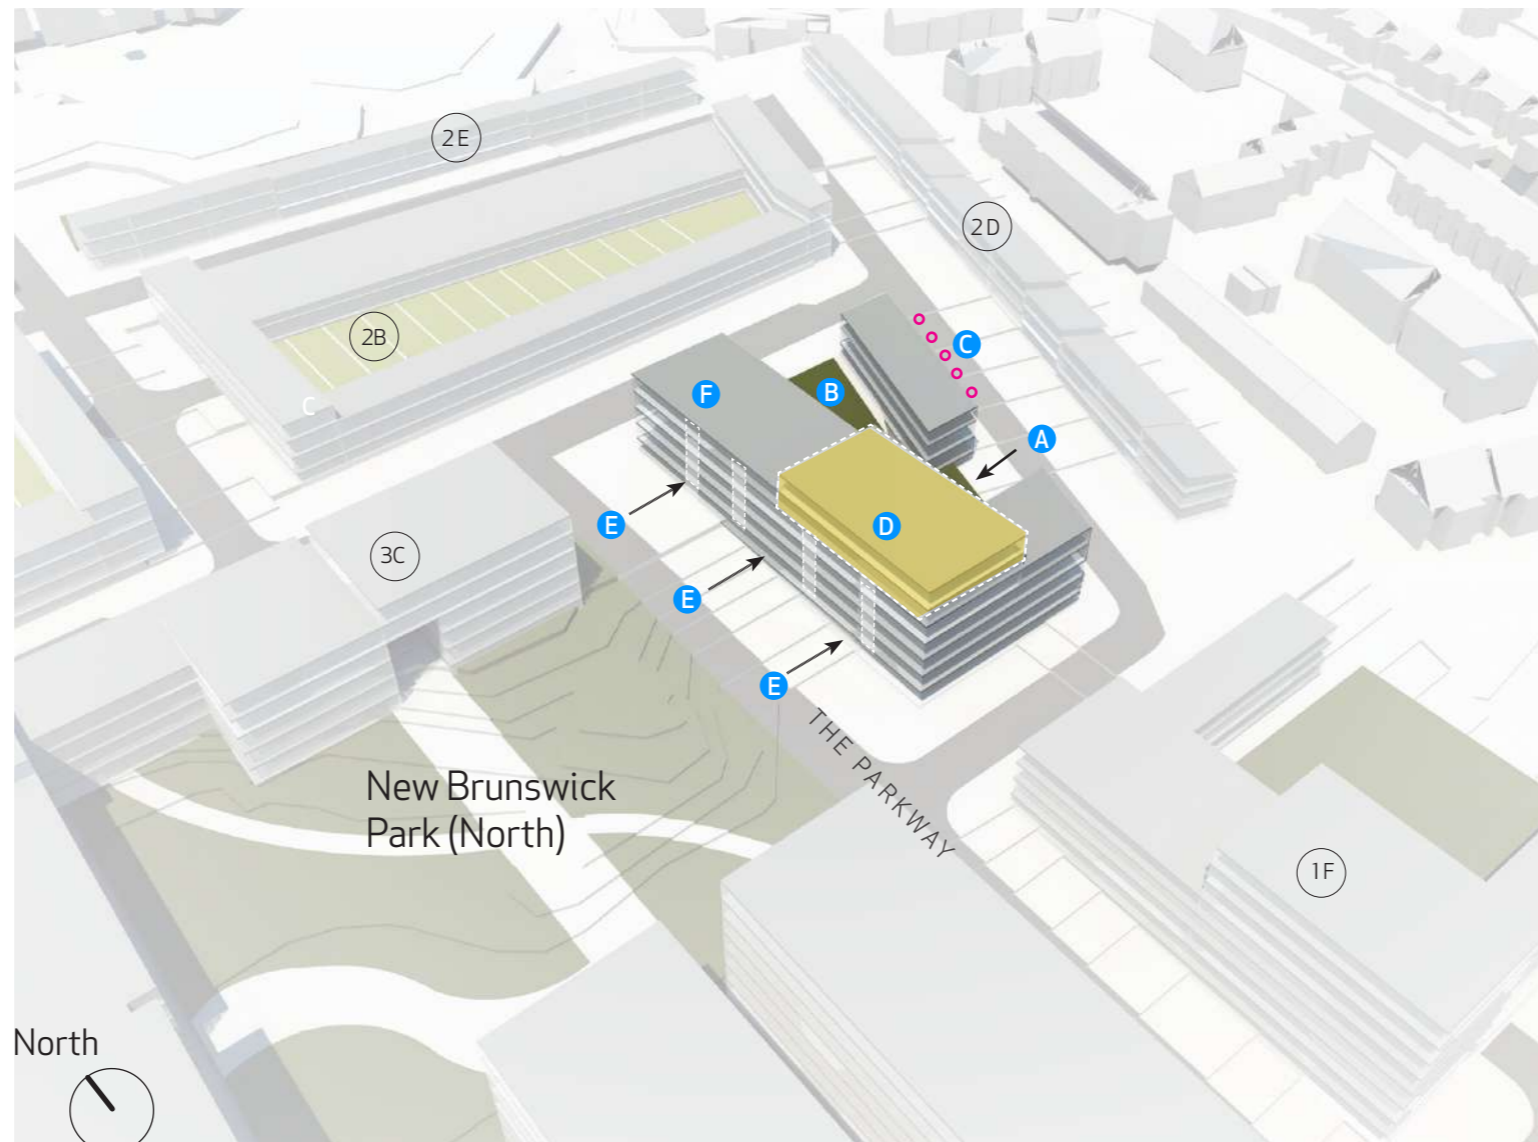 2E
2D
2B
C
C
F
B
A
D
E
3C
E
E
THE PARKWAY
New Brunswick
Park (North)
1F
North